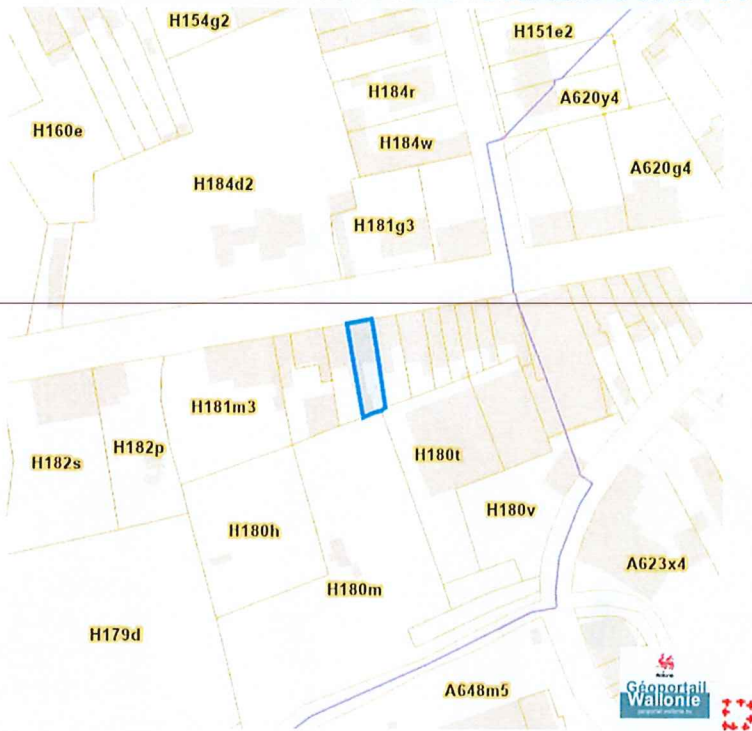 H154g2
H151e2
H184r
A620y4
H160e
H184w
H184d2
A620g4
H181g3
H181m3
H182p
H182s
H180t
H180v
H180h
H180m
A623x4
H179d
A648m5
Géoportail
Wallonie